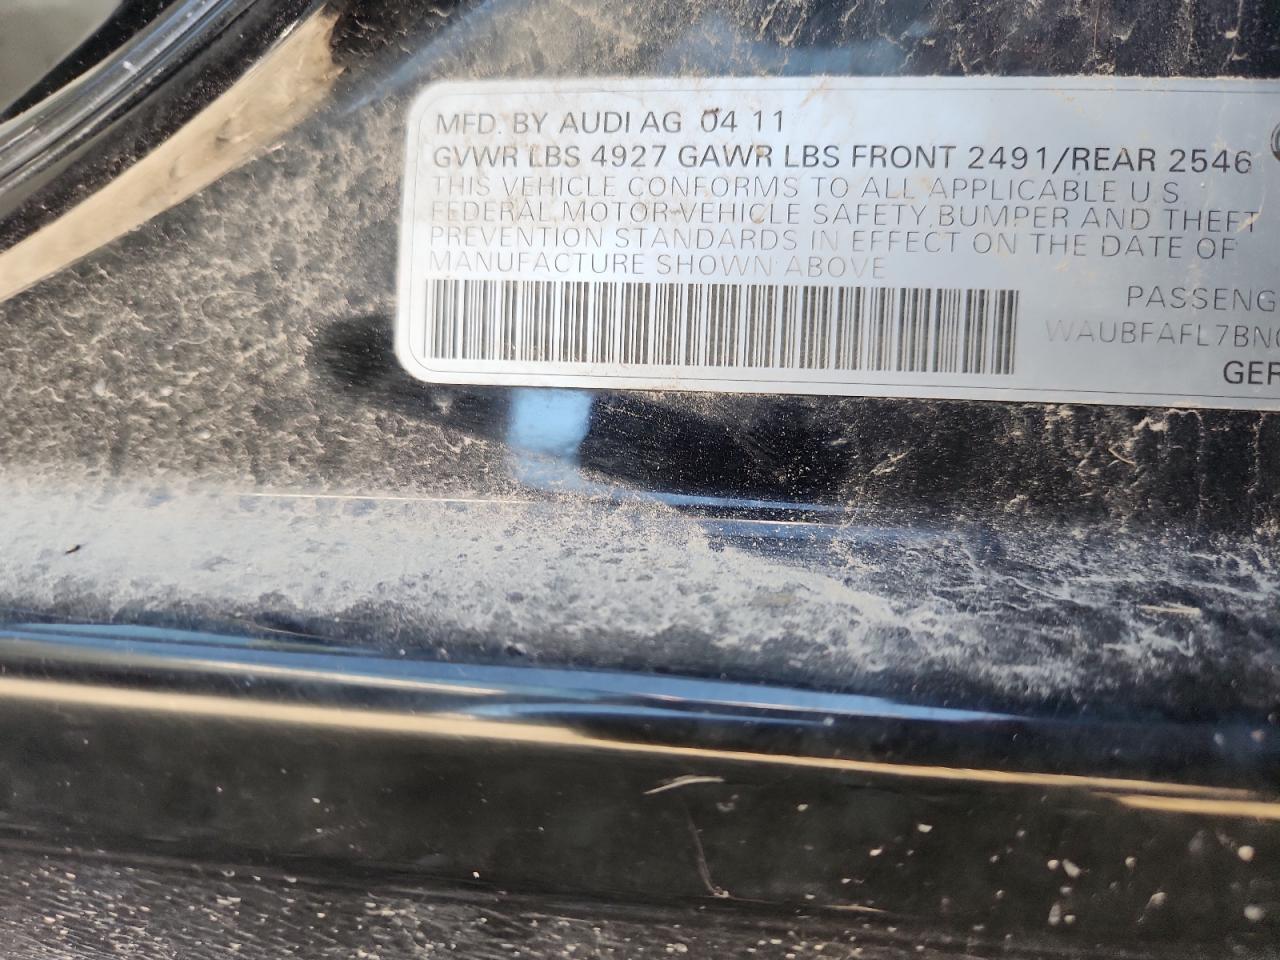 MFD. BY AUDI AG 04 11
GVWR LBS 4927 GAWR LBS FRONT 2491/REAR 2546
THIS VEHICLE CONFORMS TO ALL APPLICABLE U S
FEDERAL MOTOR VEHICLE SAFETY, BUMPER AND THEFT
PREVENTION STANDARDS IN EFFECT ON THE DATE OF
MANUFACTURE SHOWN ABOVE
PASSENG
WAUBFAFL7BN
GER